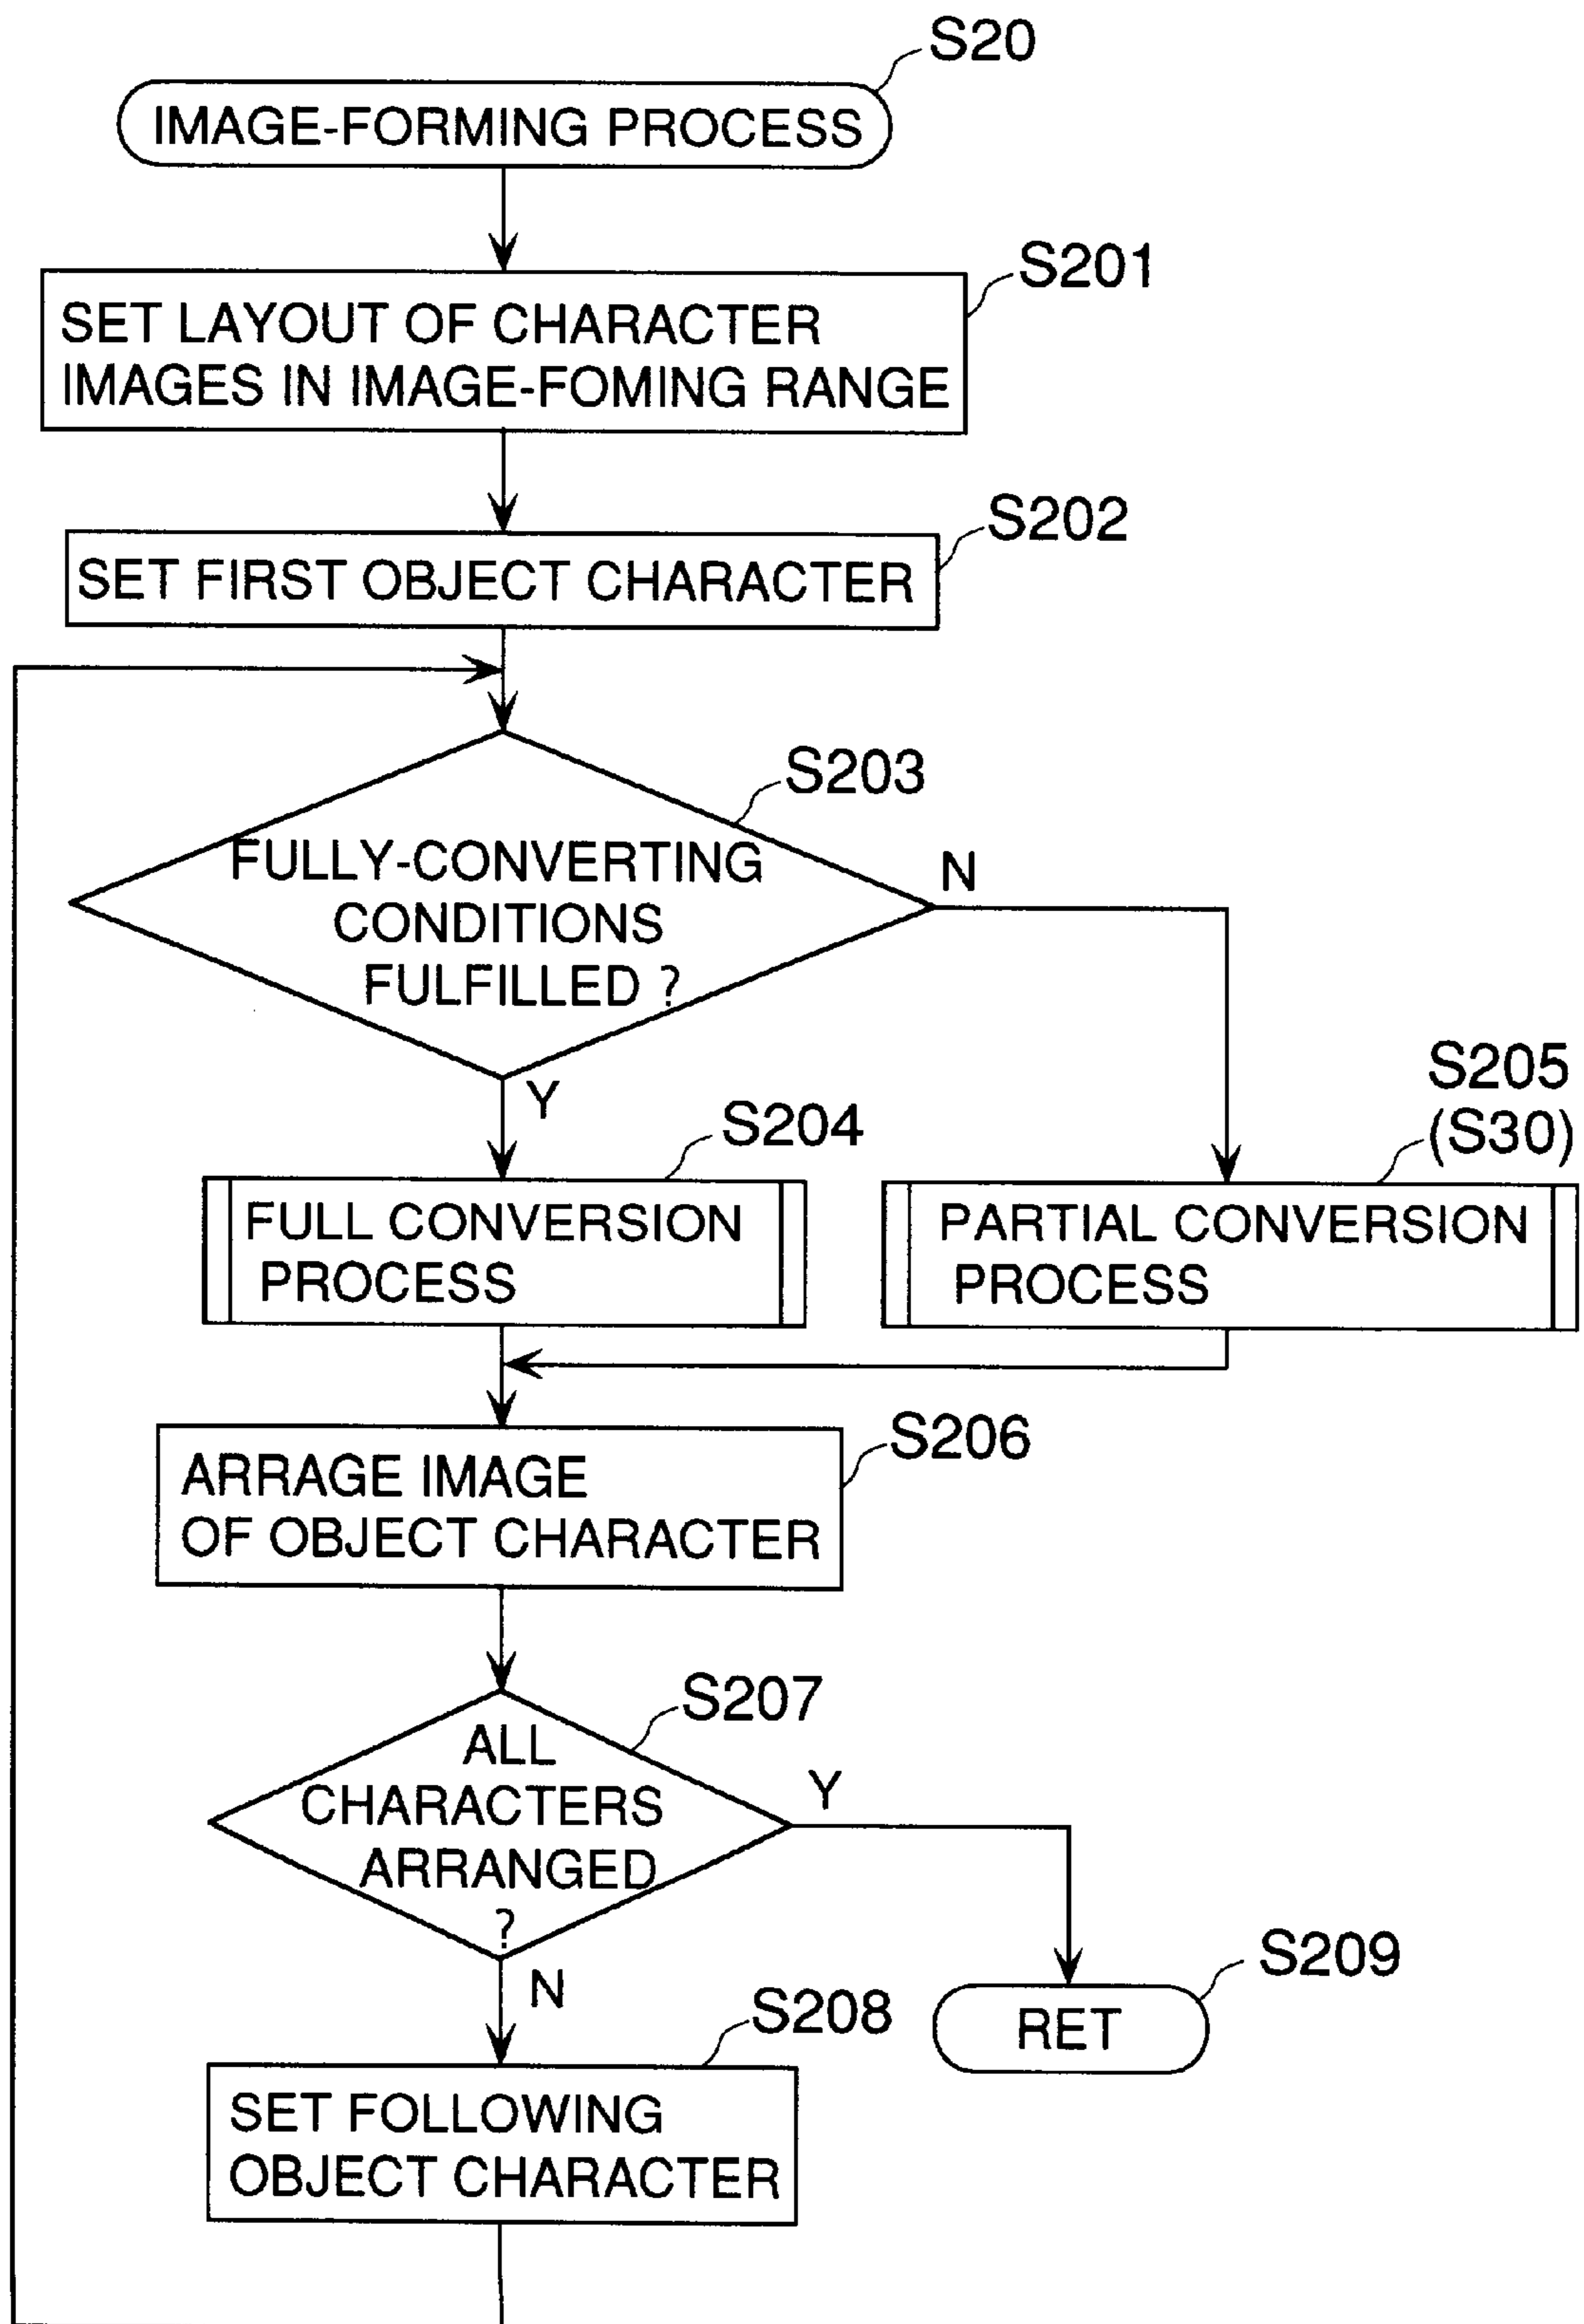 S20
IMAGE-FORMING PROCESS
S201
SET LAYOUT OF CHARACTER
IMAGES IN IMAGE-FOMING RANGE
S202
SET FIRST OBJECT CHARACTER
S203
FULLY-CONVERTING
CONDITIONS
FULFILLED ?
N
Y
S204
FULL CONVERSION
PROCESS
S205
(S30)
PARTIAL CONVERSION
PROCESS
S206
ARRAGE IMAGE
OF OBJECT CHARACTER
S207
ALL
CHARACTERS
ARRANGED
?
Y
N
S209
RET
S208
SET FOLLOWING
OBJECT CHARACTER